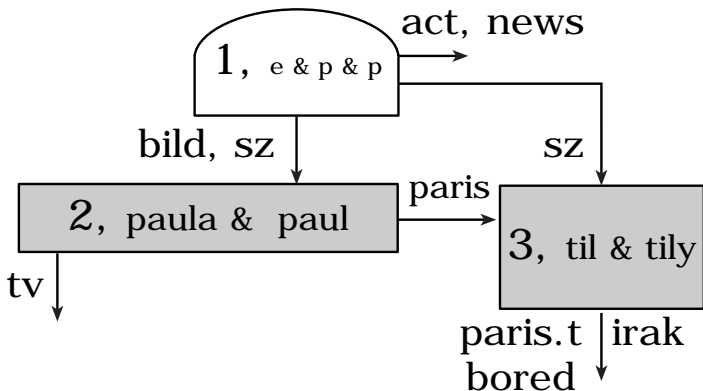 act, news
1, e & p & p
bild, sz
sz
paris
2, paula & paul
3, til & tily
tv
paris.t irak
bored